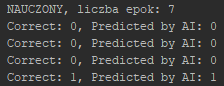 NAUCZONY, liczba epok: 7
Correct: 0, Predicted by AI: 0
Correct: 0, Predicted by AI: 0
Correct: 0, Predicted by AI: 0
Correct: 1, Predicted by AI: 1